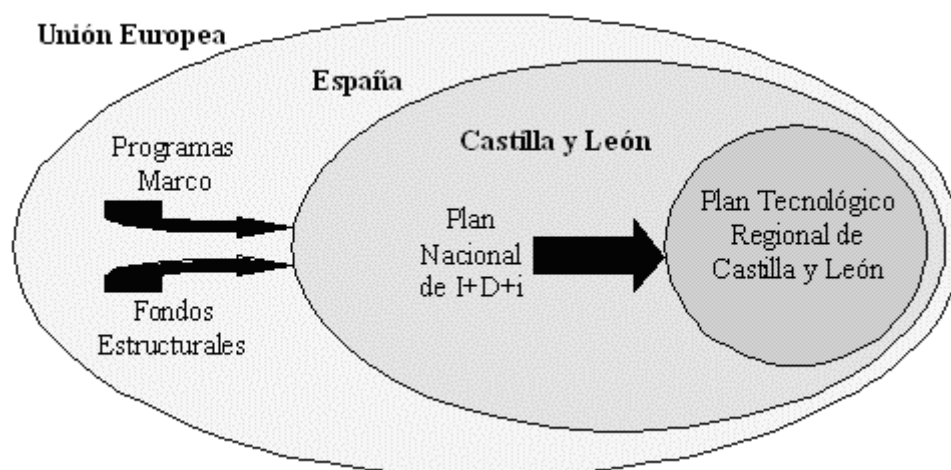 Unión Europea
España
Castilla y León
Programas
Marco
Fondos
Estructurales
Plan
Nacional
de I+D+i
Plan Tecnológico
Regional de
Castilla y León